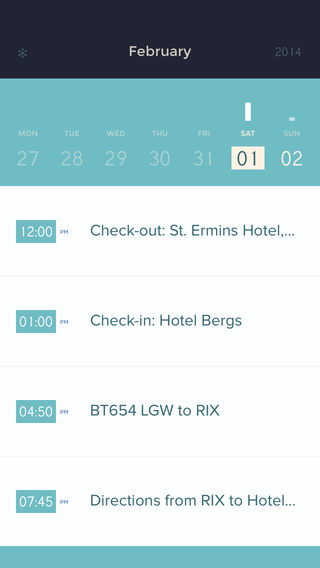 February
2014
MON TUE WED THU FRI SAT SUN
27 28 29 30 31 01 02
12:00 PM Check-out: St. Ermins Hotel,...
01:00 PM Check-in: Hotel Bergs
04:50 PM BT654 LGW to RIX
07:45 PM Directions from RIX to Hotel...